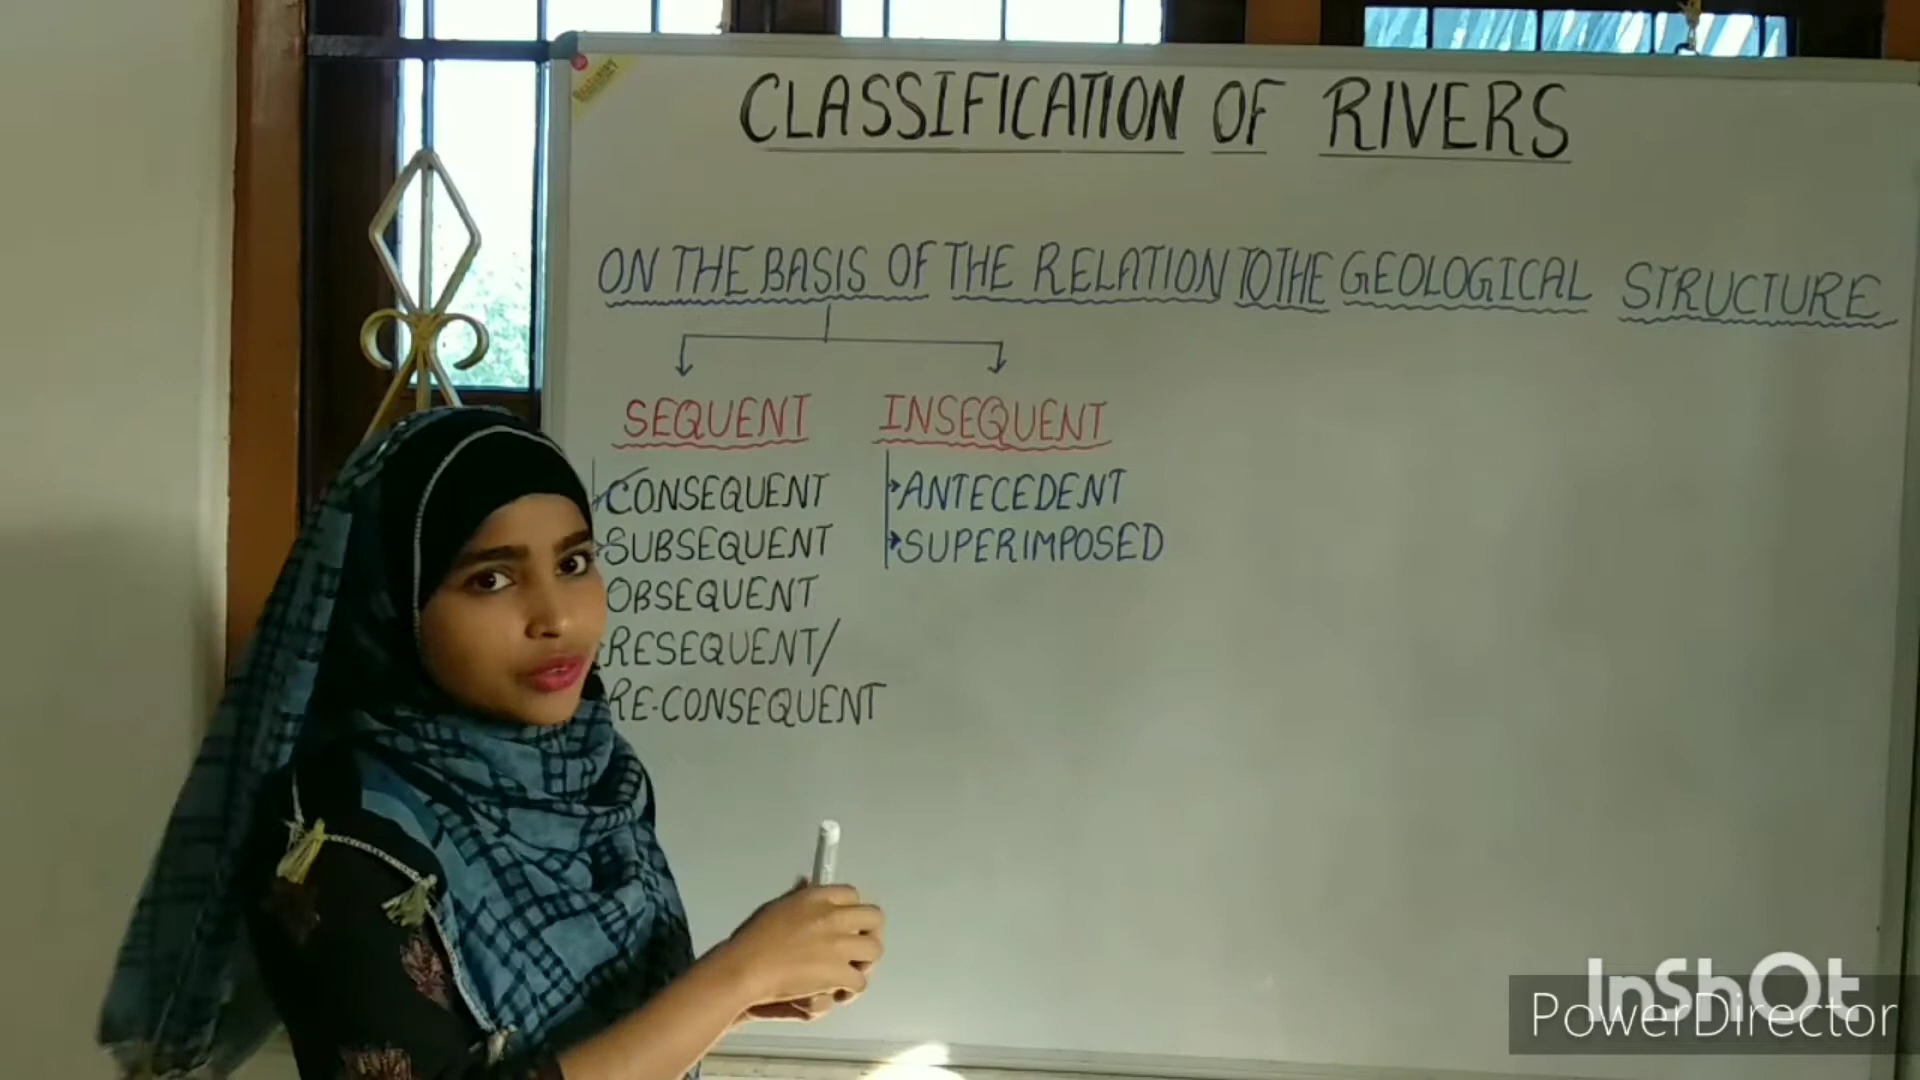 CLASSIFICATION OF RIVERS
ON THE BASIS OF THE RELATION TO THE GEOLOGICAL STRUCTURE
SEQUENT
CONSEQUENT
SUBSEQUENT
OBSEQUENT
RESEQUENT/
RE-CONSEQUENT
INSEQUENT
ANTECEDENT
SUPERIMPOSED
InShOt
PowerDirector